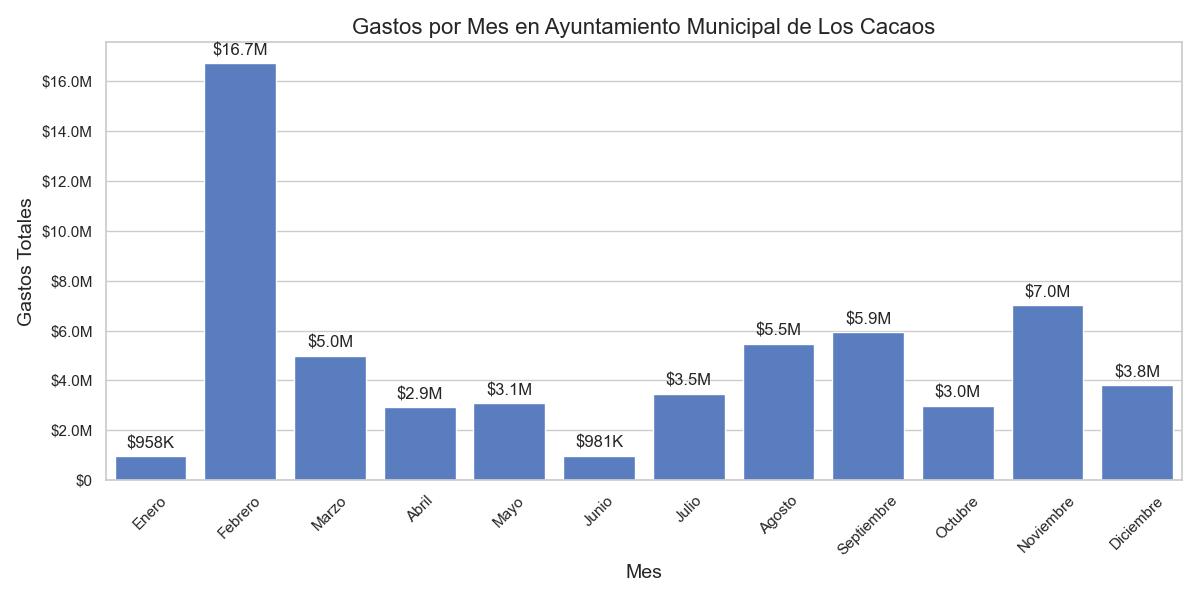 Gastos por Mes en Ayuntamiento Municipal de Los Cacaos
Gastos Totales
$16.0M
$14.0M
$12.0M
$10.0M
$8.0M
$6.0M
$4.0M
$2.0M
$0
$958K
$16.7M
$5.0M
$2.9M
$3.1M
$981K
$3.5M
$5.5M
$5.9M
$3.0M
$7.0M
$3.8M
Enero
Febrero
Marzo
Abril
Mayo
Junio
Julio
Agosto
Septiembre
Octubre
Noviembre
Diciembre
Mes